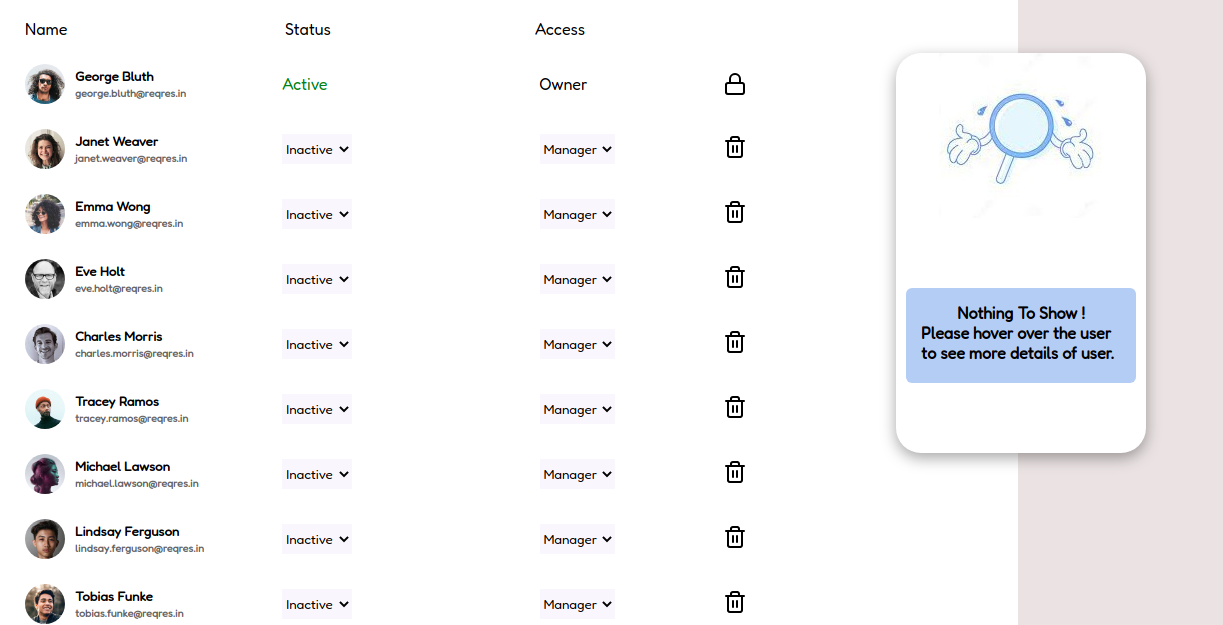 Name Status Access
George Bluth
george.bluth@reqres.in
Active Owner
Janet Weaver
janet.weaver@reqres.in
Inactive Manager
Emma Wong
emma.wong@reqres.in
Inactive Manager
Eve Holt
eve.holt@reqres.in
Inactive Manager
Charles Morris
charles.morris@reqres.in
Inactive Manager
Tracey Ramos
tracey.ramos@reqres.in
Inactive Manager
Michael Lawson
michael.lawson@reqres.in
Inactive Manager
Lindsay Ferguson
lindsay.ferguson@reqres.in
Inactive Manager
Tobias Funke
tobias.funke@reqres.in
Inactive Manager
Nothing To Show !
Please hover over the user
to see more details of user.